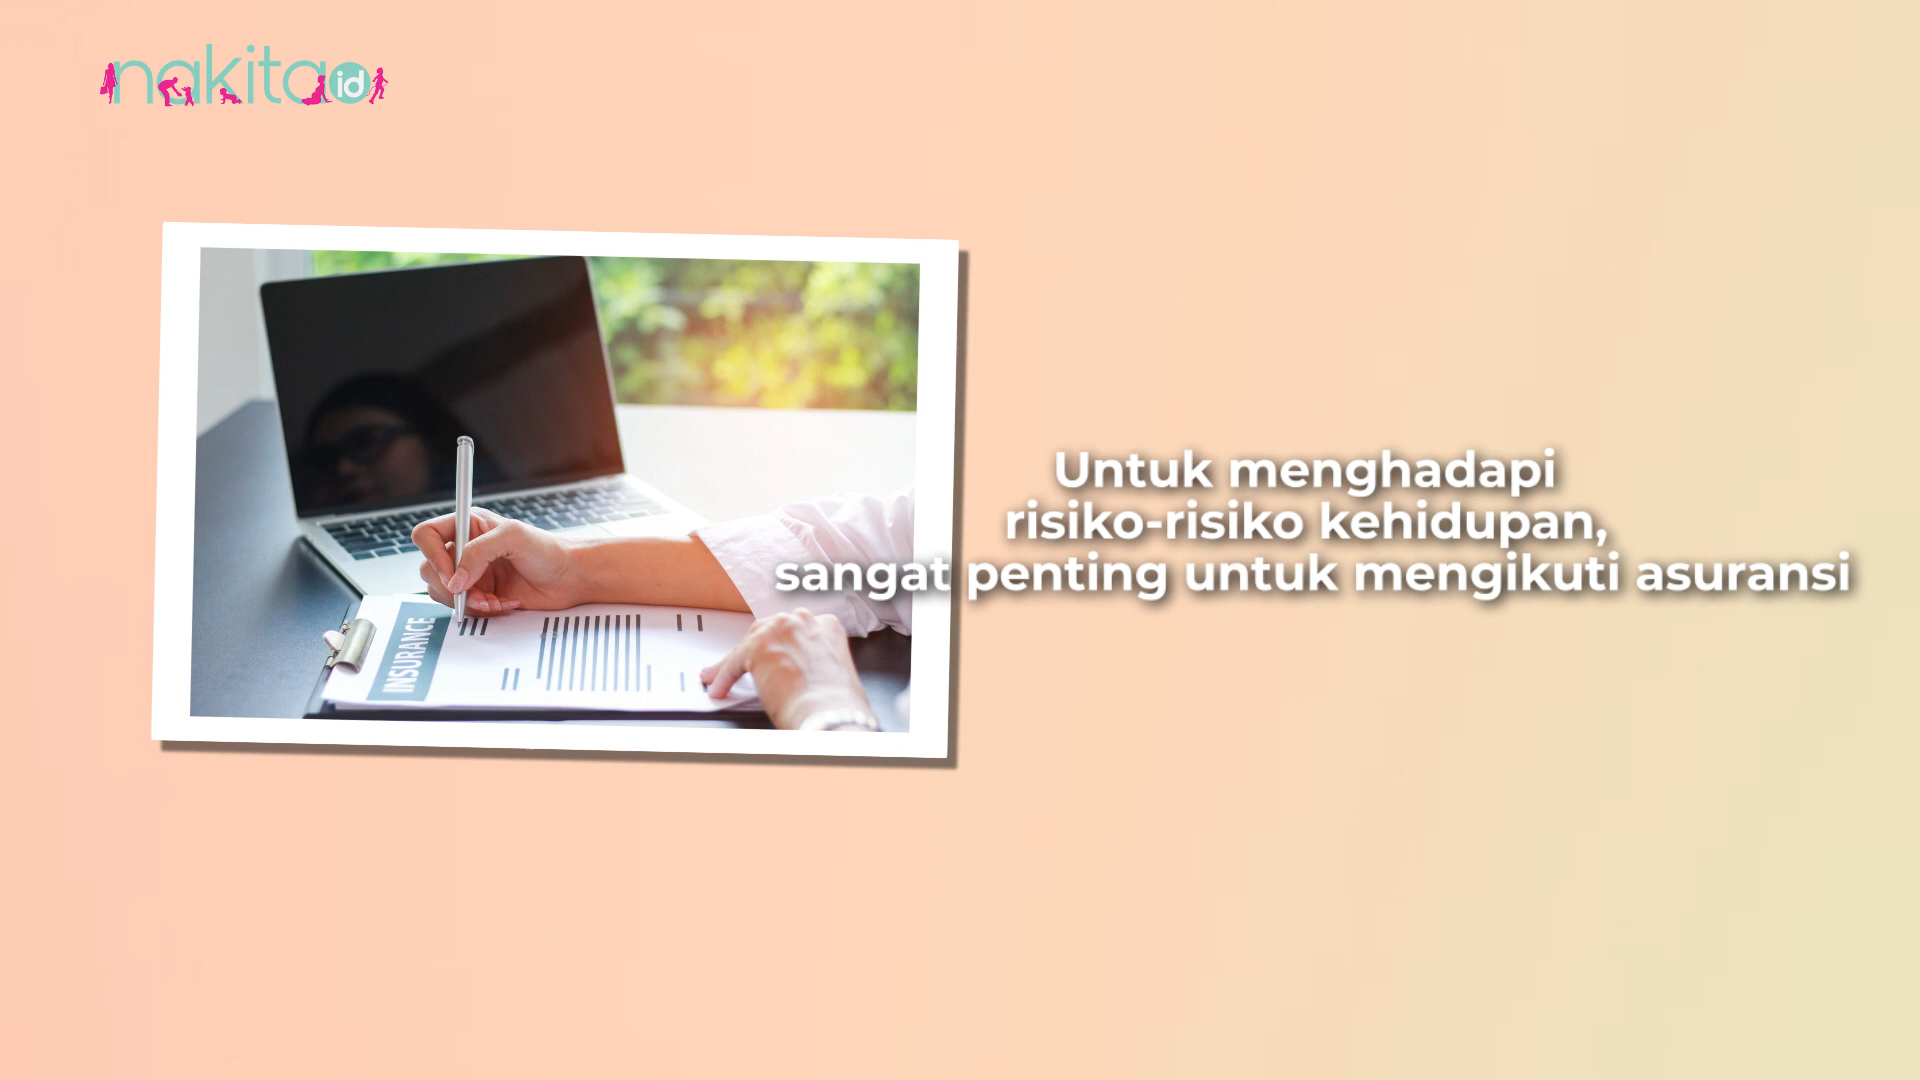 nakita id
Untuk menghadapi
risiko-risiko kehidupan,
sangat penting untuk mengikuti asuransi
INSURANCE